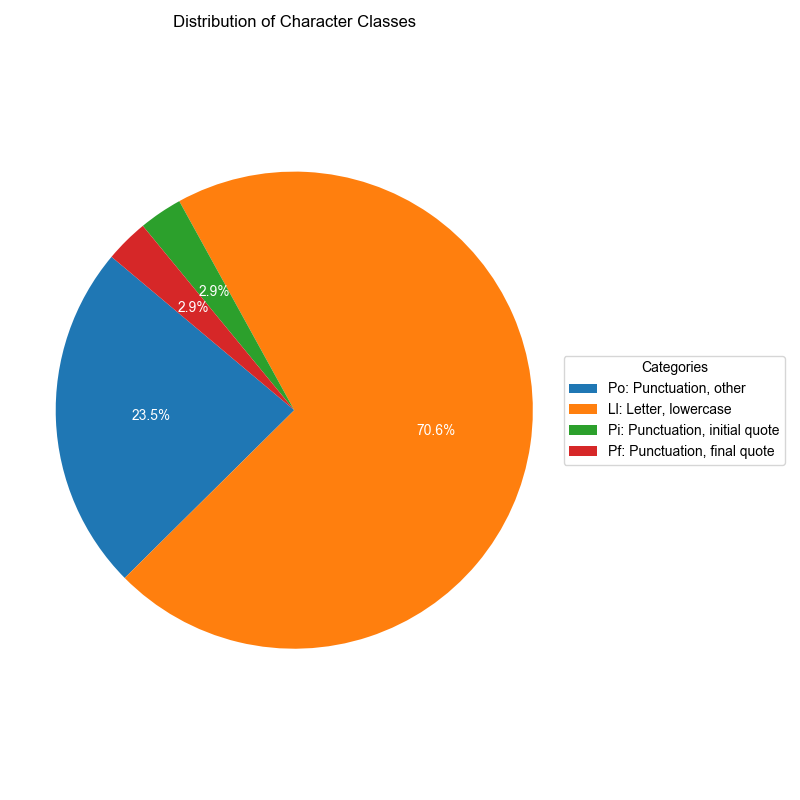 Distribution of Character Classes
2.9%
2.9%
23.5%
70.6%
Categories
Po: Punctuation, other
Ll: Letter, lowercase
Pi: Punctuation, initial quote
Pf: Punctuation, final quote